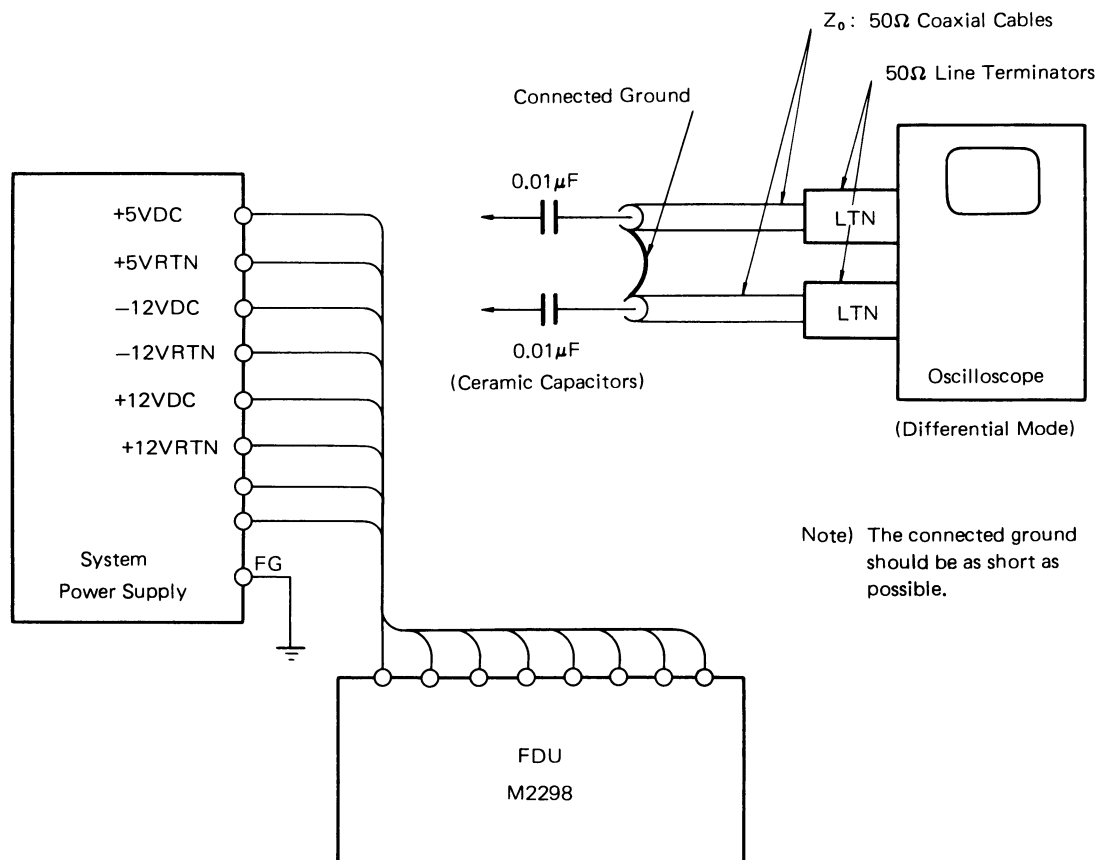 Z₀: 50Ω Coaxial Cables
50Ω Line Terminators
Connected Ground
0.01μF
LTN
LTN
0.01μF
(Ceramic Capacitors)
Oscilloscope
(Differential Mode)
+5VDC
+5VRTN
−12VDC
−12VRTN
+12VDC
+12VRTN
FG
System
Power Supply
Note) The connected ground
should be as short as
possible.
FDU
M2298